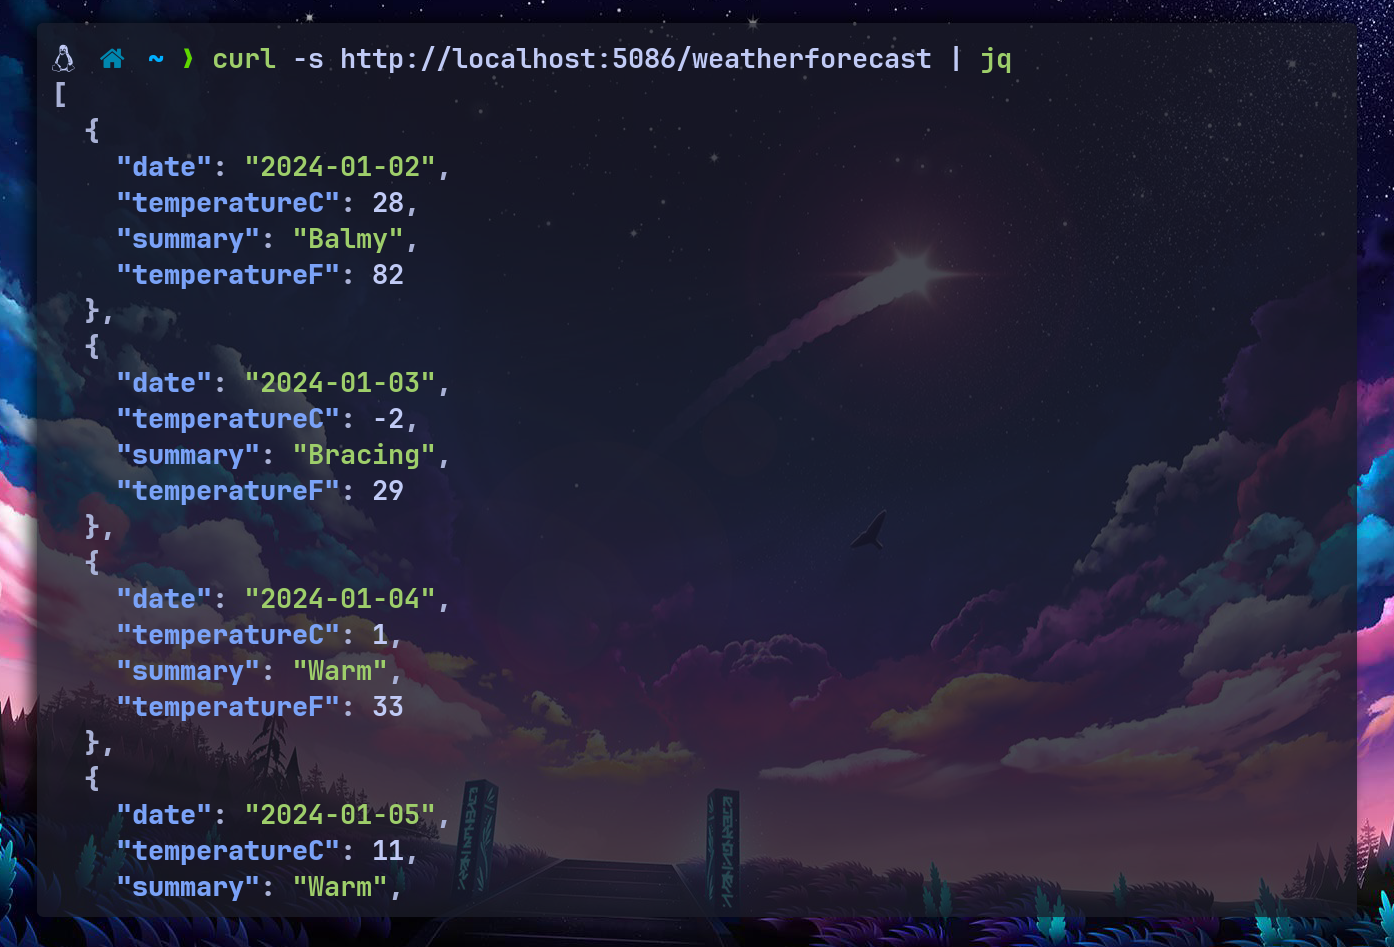 ~ ❯ curl -s http://localhost:5086/weatherforecast | jq
[
  {
    "date": "2024-01-02",
    "temperatureC": 28,
    "summary": "Balmy",
    "temperatureF": 82
  },
  {
    "date": "2024-01-03",
    "temperatureC": -2,
    "summary": "Bracing",
    "temperatureF": 29
  },
  {
    "date": "2024-01-04",
    "temperatureC": 1,
    "summary": "Warm",
    "temperatureF": 33
  },
  {
    "date": "2024-01-05",
    "temperatureC": 11,
    "summary": "Warm",